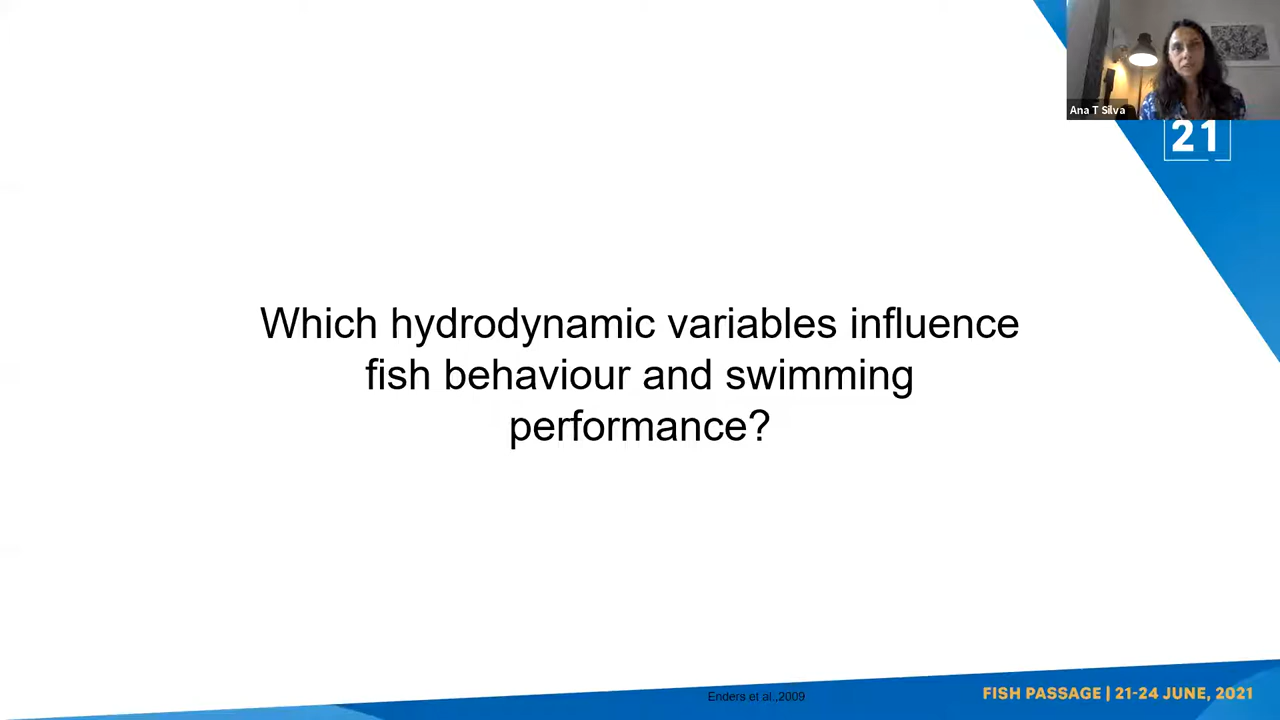 Ana T Silva
21
Which hydrodynamic variables influence
fish behaviour and swimming
performance?
Enders et al.,2009
FISH PASSAGE | 21-24 JUNE, 2021